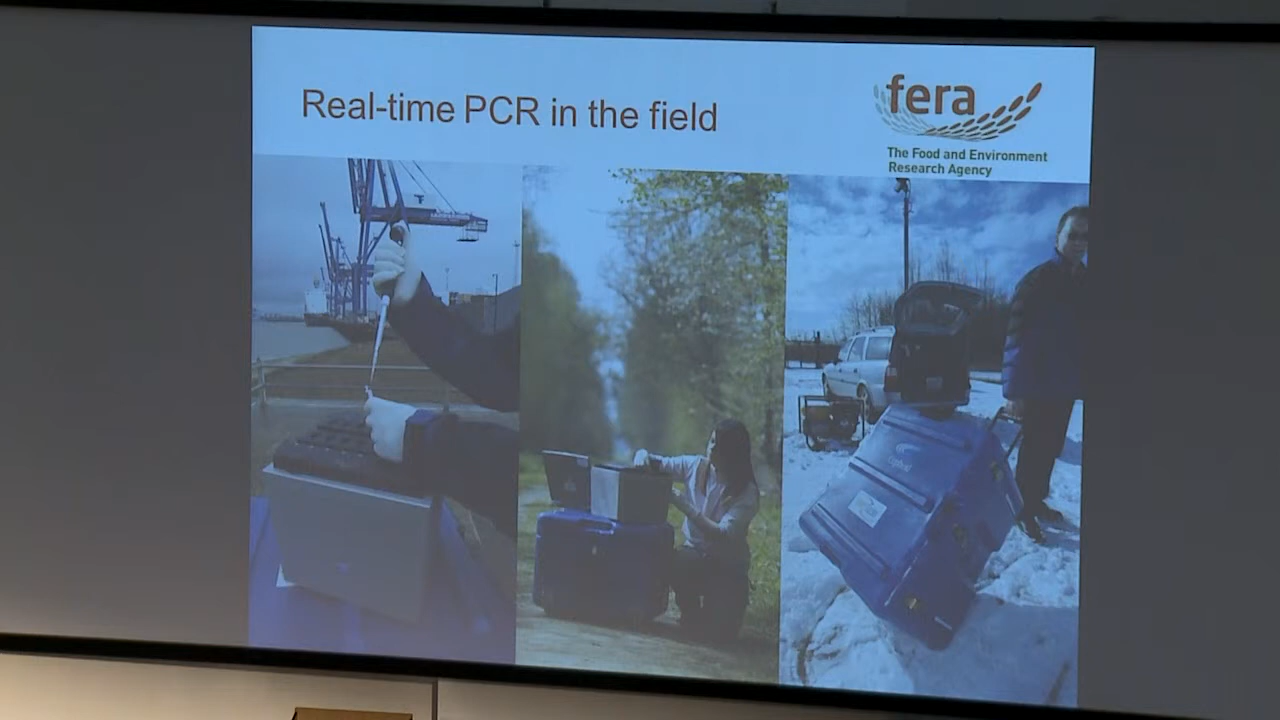 Real-time PCR in the field
fera
The Food and Environment
Research Agency